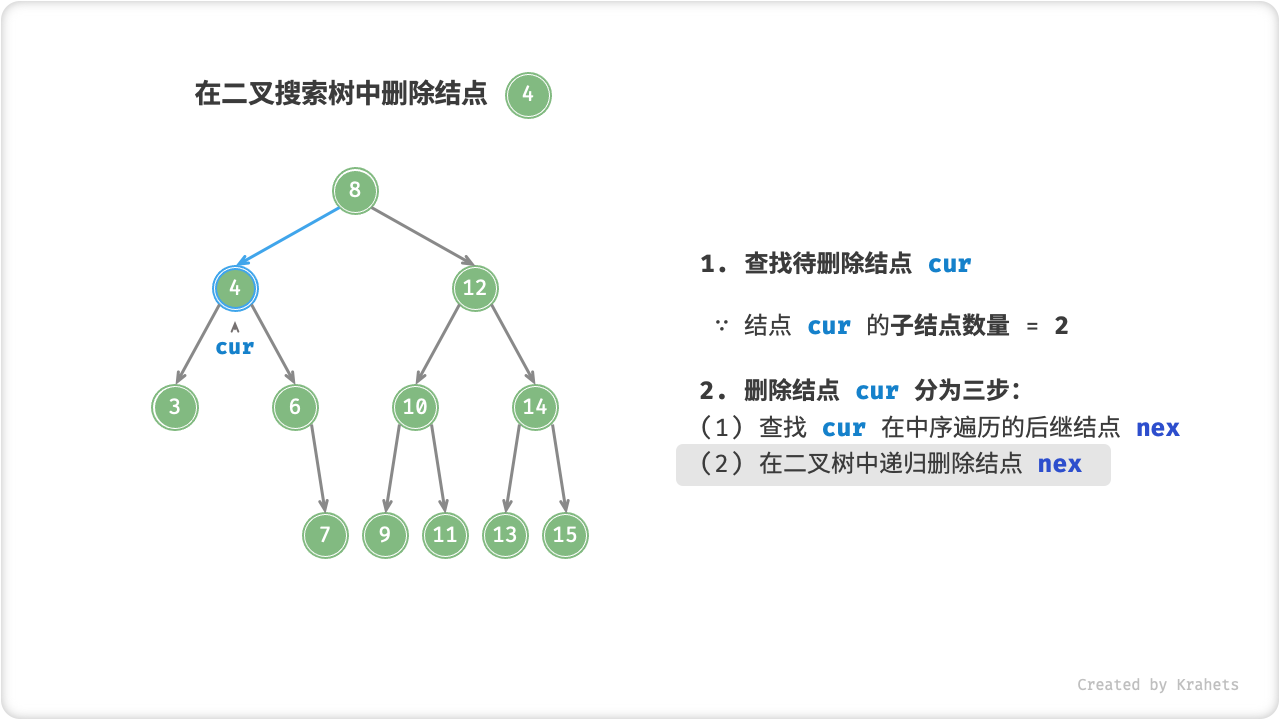 在二叉搜索树中删除结点 4
8
4 12
cur
3 6 10 14
7 9 11 13 15
1. 查找待删除结点 cur
∵ 结点 cur 的子结点数量 = 2
2. 删除结点 cur 分为三步:
(1) 查找 cur 在中序遍历的后继结点 nex
(2) 在二叉树中递归删除结点 nex
Created by Krahets